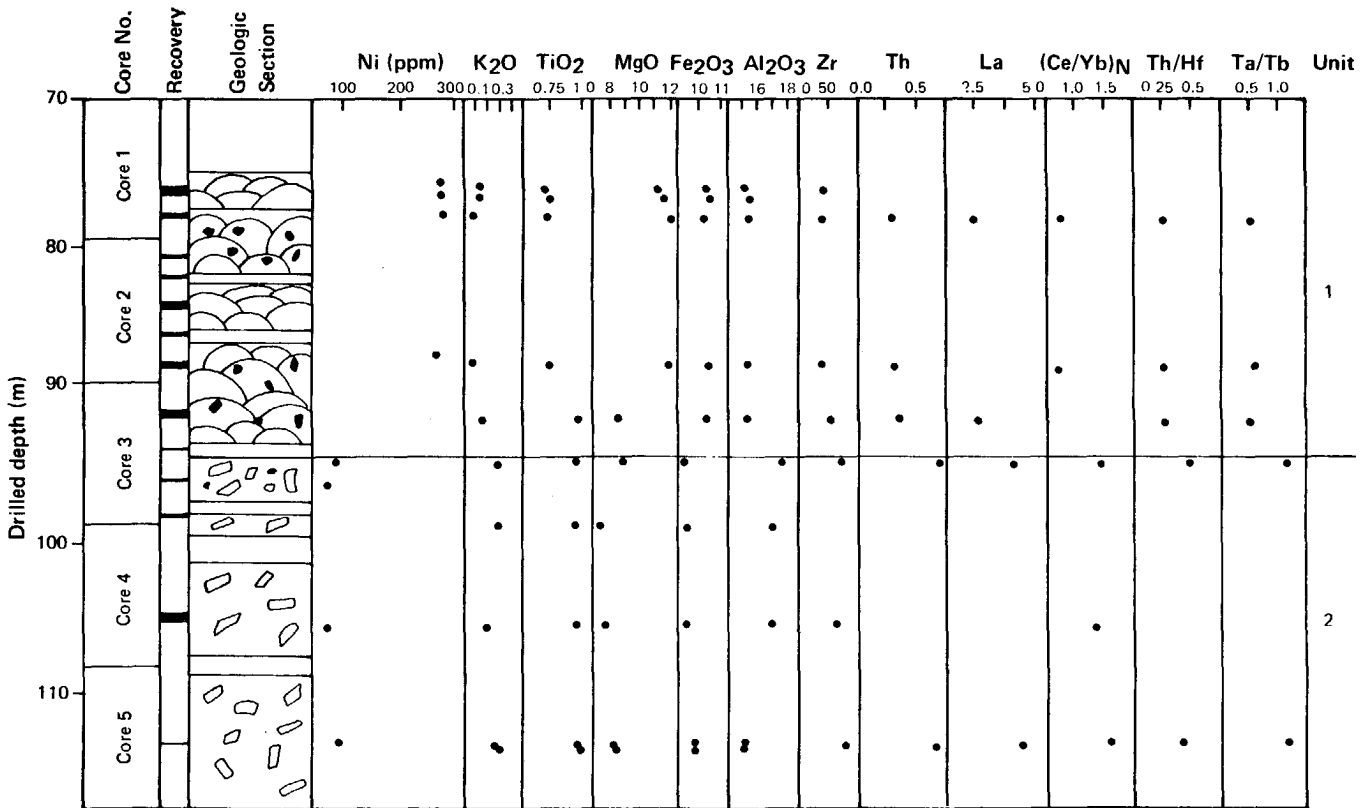 Core No.
Recovery
Geologic
Section
Ni (ppm) K2O TiO2 MgO Fe2O3 Al2O3 Zr Th La (Ce/Yb)N Th/Hf Ta/Tb Unit
100 200 300 0.1 0.3 0.75 1 0 8 10 12 10 11 16 18 0 50 0.0 0.5 2.5 5 0 1.0 1.5 0 0.25 0.5 0.5 1.0
Drilled depth (m)
70
80
90
100
110
Core 1
Core 2
Core 3
Core 4
Core 5
1
2